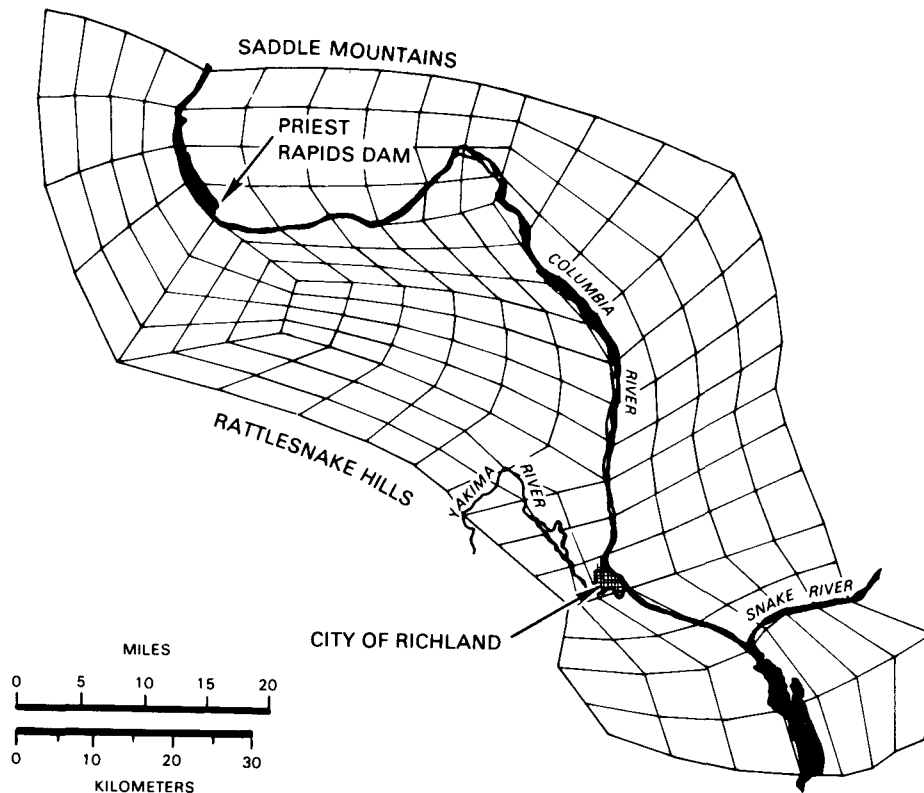 SADDLE MOUNTAINS
PRIEST
RAPIDS DAM
COLUMBIA
RIVER
RATTLESNAKE HILLS
YAKIMA
RIVER
SNAKE RIVER
CITY OF RICHLAND
MILES
0 5 10 15 20
0 10 20 30
KILOMETERS